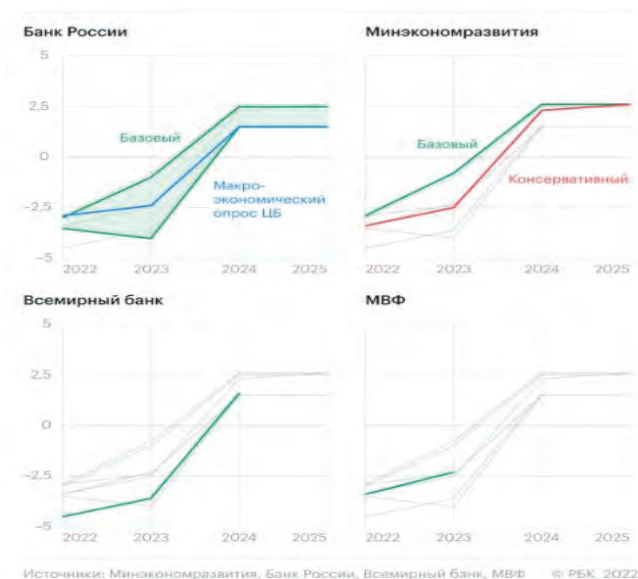 Банк России
Минэкономразвития
5
2,5
0
−2,5
−5
Базовый
Макро-
экономический
опрос ЦБ
2022
2023
2024
2025
Базовый
Консервативный
2022
2023
2024
2025
Всемирный банк
МВФ
5
2,5
0
−2,5
−5
2022
2023
2024
2025
2022
2023
2024
2025
Источники: Минэкономразвития, Банк России, Всемирный банк, МВФ © РБК, 2022